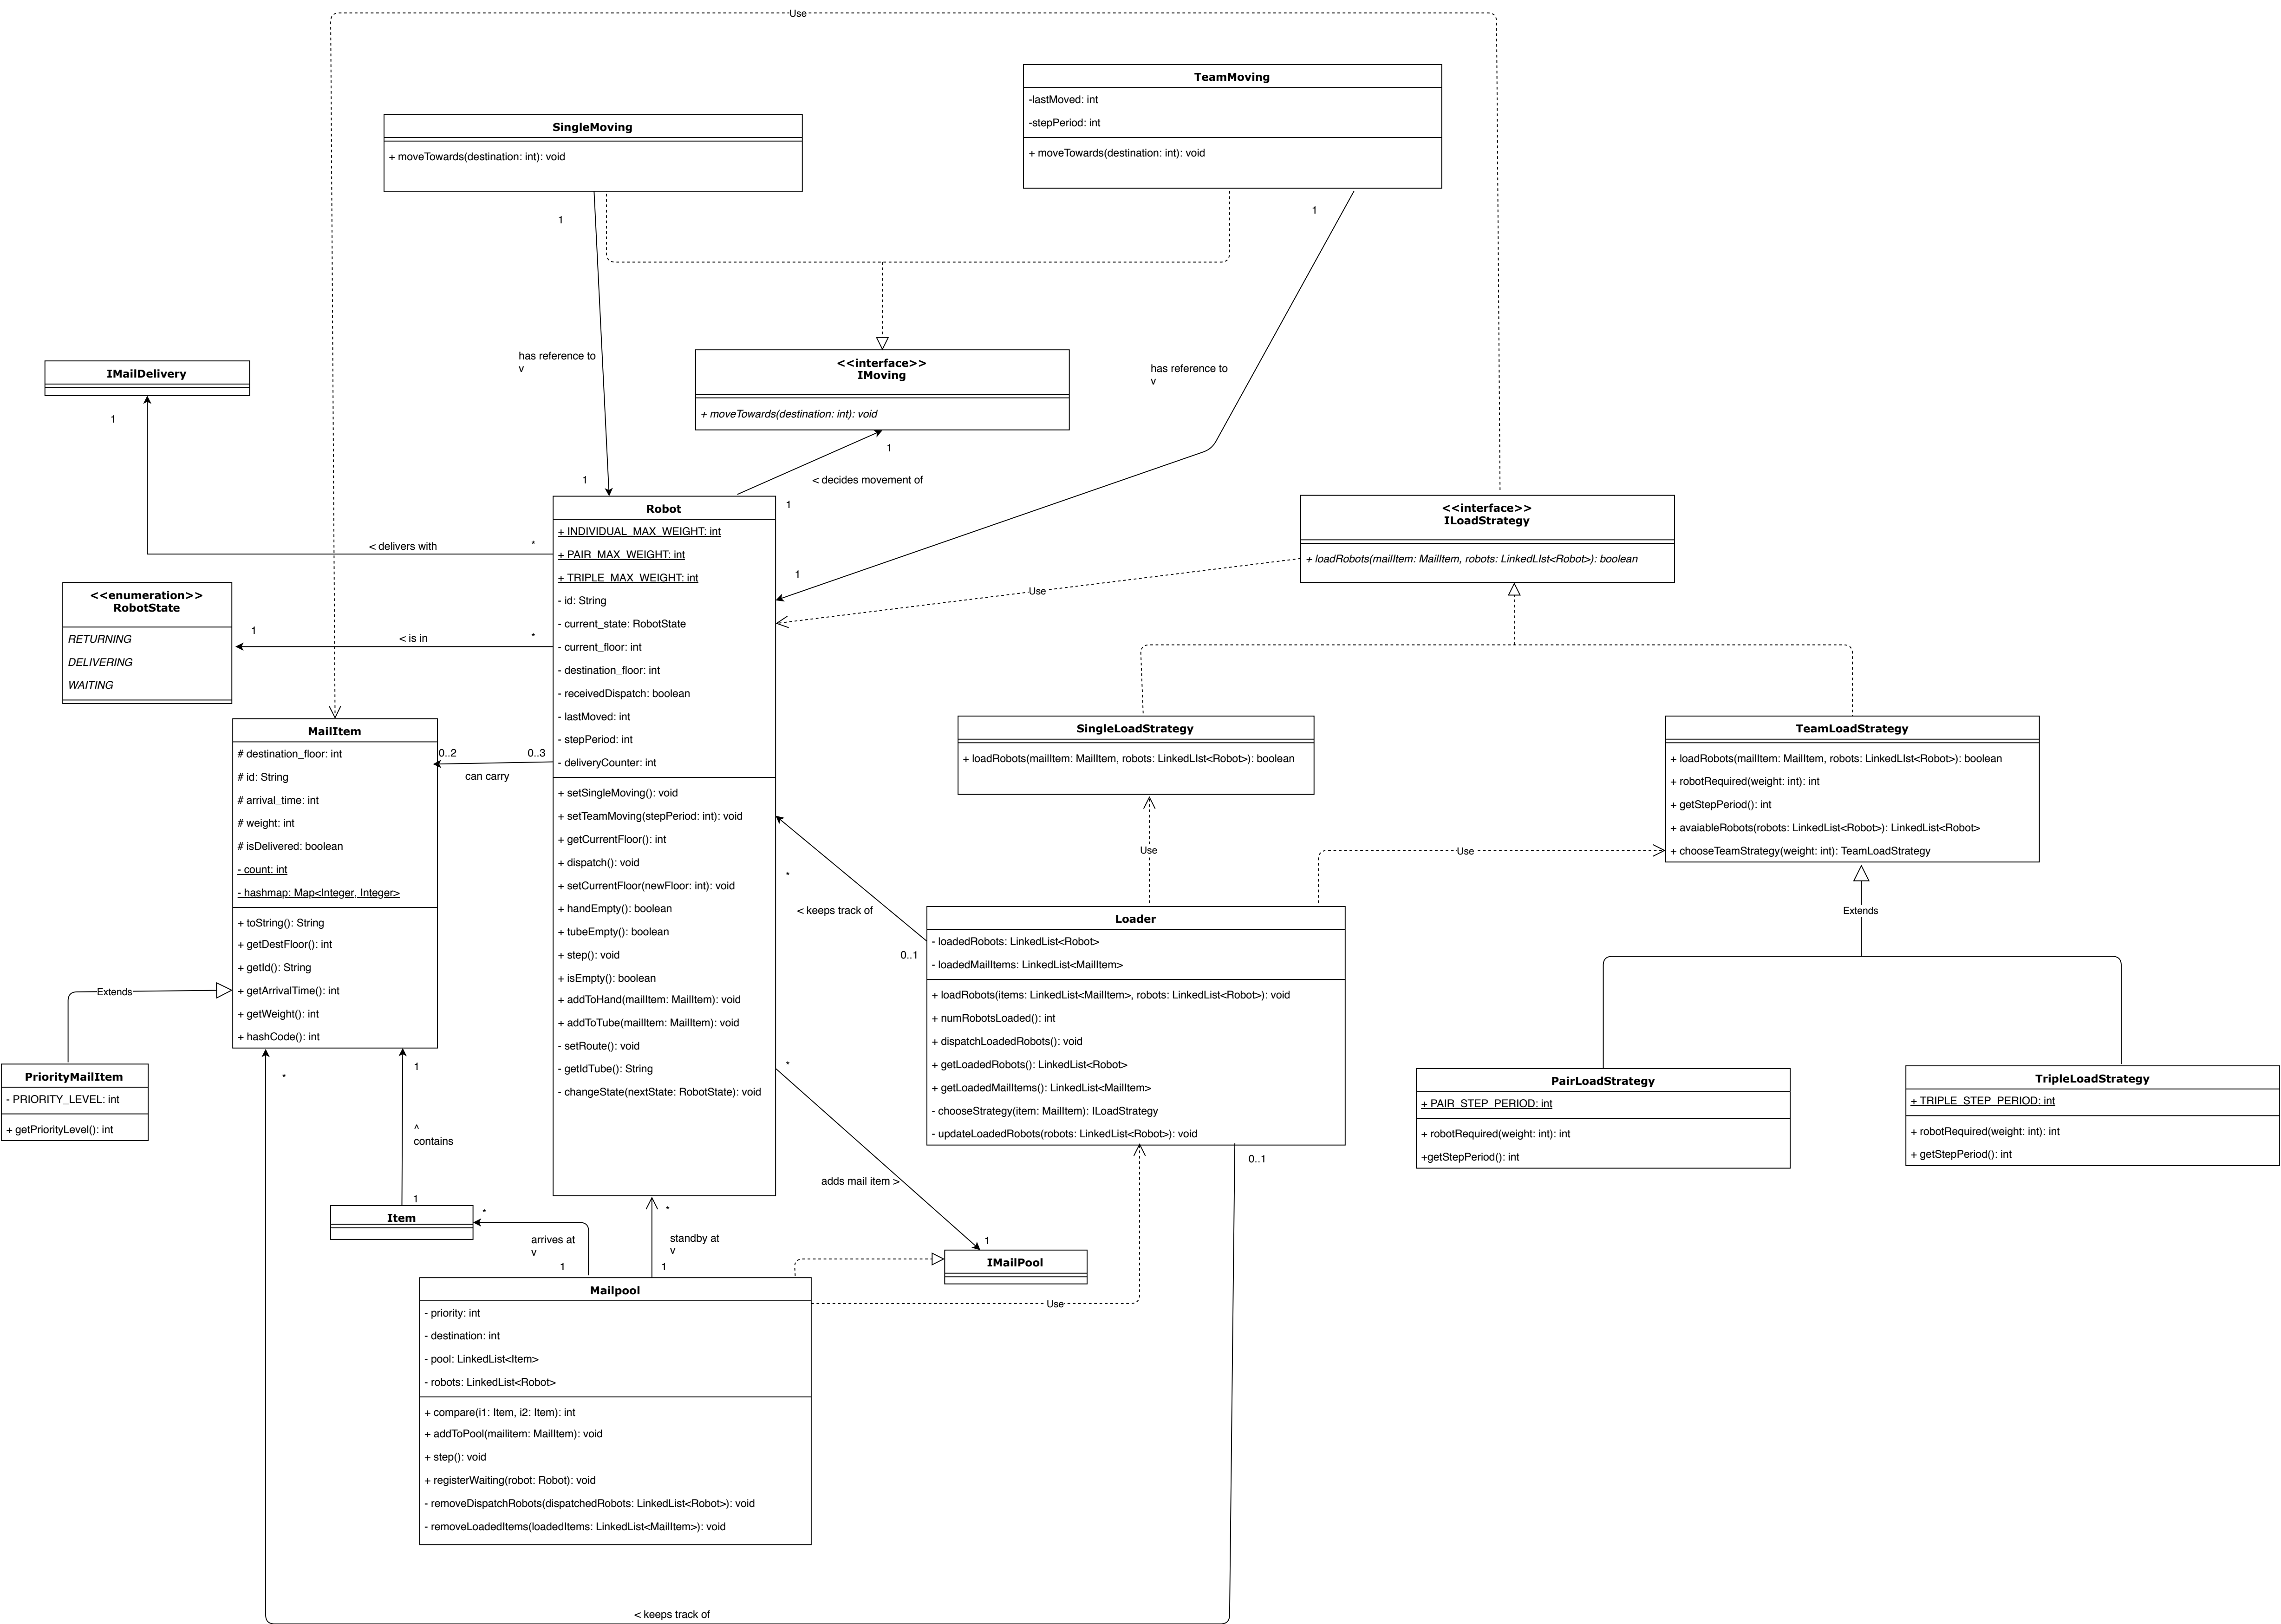 Use
TeamMoving
-lastMoved: int
-stepPeriod: int
+ moveTowards(destination: int): void
SingleMoving
+ moveTowards(destination: int): void
1
1
has reference to
v
has reference to
v
<<interface>>
IMoving
+ moveTowards(destination: int): void
IMailDelivery
1
1
< decides movement of
1
1
1
< delivers with
*
<<enumeration>>
RobotState
RETURNING
DELIVERING
WAITING
1
< is in
*
Robot
+ INDIVIDUAL_MAX_WEIGHT: int
+ PAIR_MAX_WEIGHT: int
+ TRIPLE_MAX_WEIGHT: int
- id: String
- current_state: RobotState
- current_floor: int
- destination_floor: int
- receivedDispatch: boolean
- lastMoved: int
- stepPeriod: int
- deliveryCounter: int
+ setSingleMoving(): void
+ setTeamMoving(stepPeriod: int): void
+ getCurrentFloor(): int
+ dispatch(): void
+ setCurrentFloor(newFloor: int): void
+ handEmpty(): boolean
+ tubeEmpty(): boolean
+ step(): void
+ isEmpty(): boolean
+ addToHand(mailItem: MailItem): void
+ addToTube(mailItem: MailItem): void
- setRoute(): void
- getIdTube(): String
- changeState(nextState: RobotState): void
<<interface>>
ILoadStrategy
+ loadRobots(mailItem: MailItem, robots: LinkedLIst<Robot>): boolean
Use
MailItem
# destination_floor: int
# id: String
# arrival_time: int
# weight: int
# isDelivered: boolean
- count: int
- hashmap: Map<Integer, Integer>
+ toString(): String
+ getDestFloor(): int
+ getId(): String
+ getArrivalTime(): int
+ getWeight(): int
+ hashCode(): int
0..2
0..3
can carry
SingleLoadStrategy
+ loadRobots(mailItem: MailItem, robots: LinkedLIst<Robot>): boolean
TeamLoadStrategy
+ loadRobots(mailItem: MailItem, robots: LinkedLIst<Robot>): boolean
+ robotRequired(weight: int): int
+ getStepPeriod(): int
+ avaiableRobots(robots: LinkedList<Robot>): LinkedList<Robot>
+ chooseTeamStrategy(weight: int): TeamLoadStrategy
Use
Use
*
< keeps track of
0..1
Loader
- loadedRobots: LinkedList<Robot>
- loadedMailItems: LinkedList<MailItem>
+ loadRobots(items: LinkedList<MailItem>, robots: LinkedList<Robot>): void
+ numRobotsLoaded(): int
+ dispatchLoadedRobots(): void
+ getLoadedRobots(): LinkedList<Robot>
+ getLoadedMailItems(): LinkedList<MailItem>
- chooseStrategy(item: MailItem): ILoadStrategy
- updateLoadedRobots(robots: LinkedList<Robot>): void
Extends
Extends
PriorityMailItem
- PRIORITY_LEVEL: int
+ getPriorityLevel(): int
PairLoadStrategy
+ PAIR_STEP_PERIOD: int
+ robotRequired(weight: int): int
+getStepPeriod(): int
TripleLoadStrategy
+ TRIPLE_STEP_PERIOD: int
+ robotRequired(weight: int): int
+ getStepPeriod(): int
*
1
^
contains
1
*
0..1
adds mail item >
1
Item
*
arrives at
v
1
*
standby at
v
1
IMailPool
Use
Mailpool
- priority: int
- destination: int
- pool: LinkedList<Item>
- robots: LinkedList<Robot>
+ compare(i1: Item, i2: Item): int
+ addToPool(mailitem: MailItem): void
+ step(): void
+ registerWaiting(robot: Robot): void
- removeDispatchRobots(dispatchedRobots: LinkedList<Robot>): void
- removeLoadedItems(loadedItems: LinkedList<MailItem>): void
< keeps track of